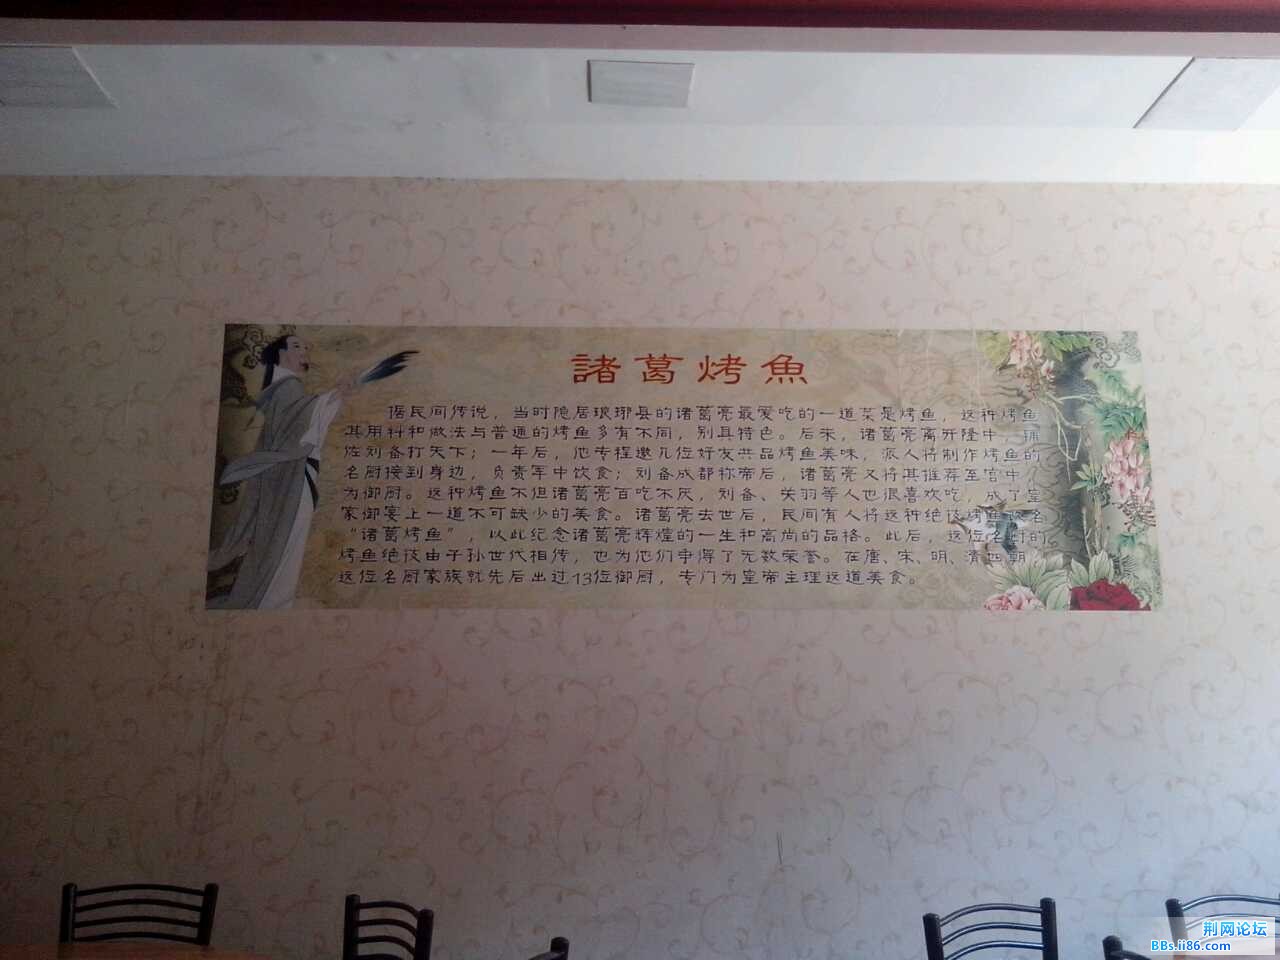 諸葛烤魚
据民间传说，当时隐居琅琊县的诸葛亮最爱吃的一道菜是烤鱼，这种烤鱼
其用料和做法与普通的烤鱼多有不同，别具特色。后来，诸葛亮离开隆中，辅
佐刘备打天下；一年后，他专程邀几位好友共品烤鱼美味，派人将制作烤鱼的
名厨接到身边，负责军中饮食；刘备成都称帝后，诸葛亮又将其推荐至宫中，
为御厨。这种烤鱼不但诸葛亮百吃不厌，刘备、关羽等人也很喜欢吃，成了皇
家御宴上一道不可缺少的美食。诸葛亮去世后，民间有人将这种绝技烤鱼改名
“诸葛烤鱼”，以此纪念诸葛亮辉煌的一生和高尚的品格。此后，这位名厨的
烤鱼绝技由子孙世代相传，也为他们争得了无数荣誉。在唐、宋、明、清四朝，
这位名厨家族就先后出过13位御厨，专门为皇帝主理这道美食。
荆网论坛
BBs.ii86.com